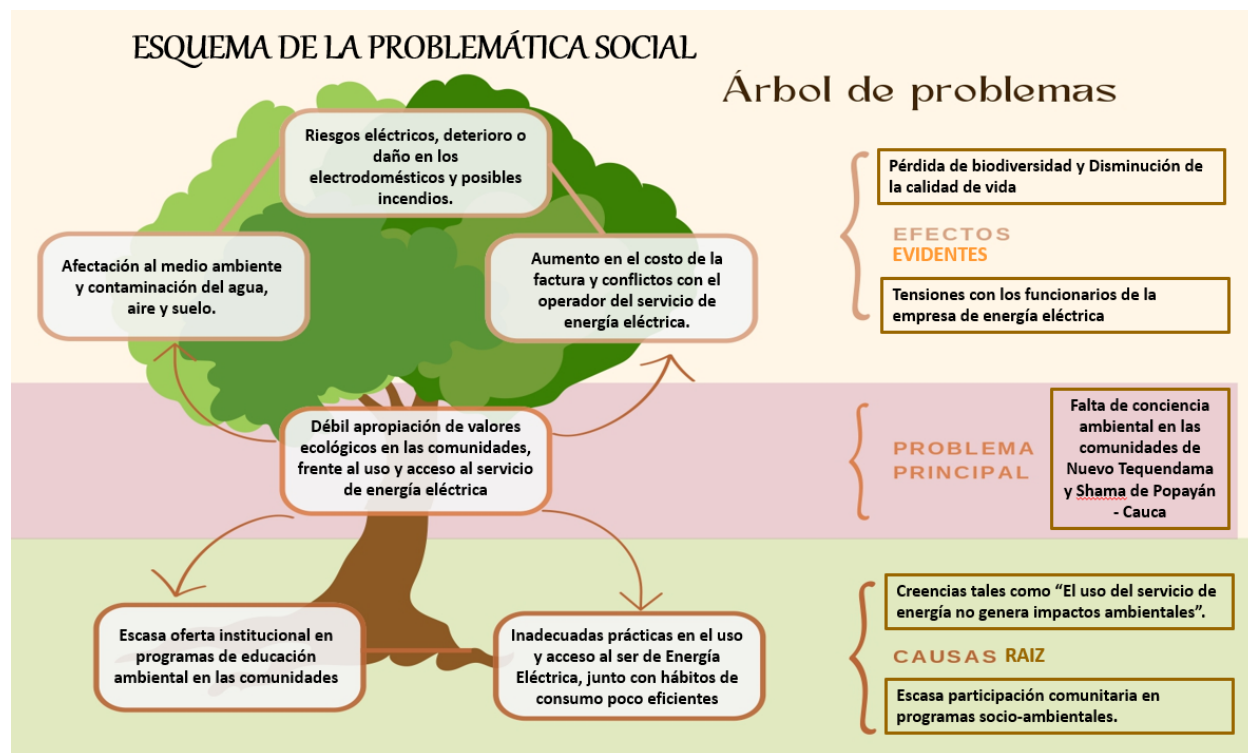 ESQUEMA DE LA PROBLEMÁTICA SOCIAL
Árbol de problemas
Riesgos eléctricos, deterioro o
daño en los
electrodomésticos y posibles
incendios.
Afectación al medio ambiente
y contaminación del agua,
aire y suelo.
Aumento en el costo de la
factura y conflictos con el
operador del servicio de
energía eléctrica.
Pérdida de biodiversidad y Disminución de
la calidad de vida
EFECTOS
EVIDENTES
Tensiones con los funcionarios de la
empresa de energía eléctrica
Débil apropiación de valores
ecológicos en las comunidades,
frente al uso y acceso al servicio
de energía eléctrica
PROBLEMA
PRINCIPAL
Falta de conciencia
ambiental en las
comunidades de
Nuevo Tequendama
y Shama de Popayán
- Cauca
Escasa oferta institucional en
programas de educación
ambiental en las comunidades
Inadecuadas prácticas en el uso
y acceso al ser de Energía
Eléctrica, junto con hábitos de
consumo poco eficientes
Creencias tales como “El uso del servicio de
energía no genera impactos ambientales”.
CAUSAS RAIZ
Escasa participación comunitaria en
programas socio-ambientales.